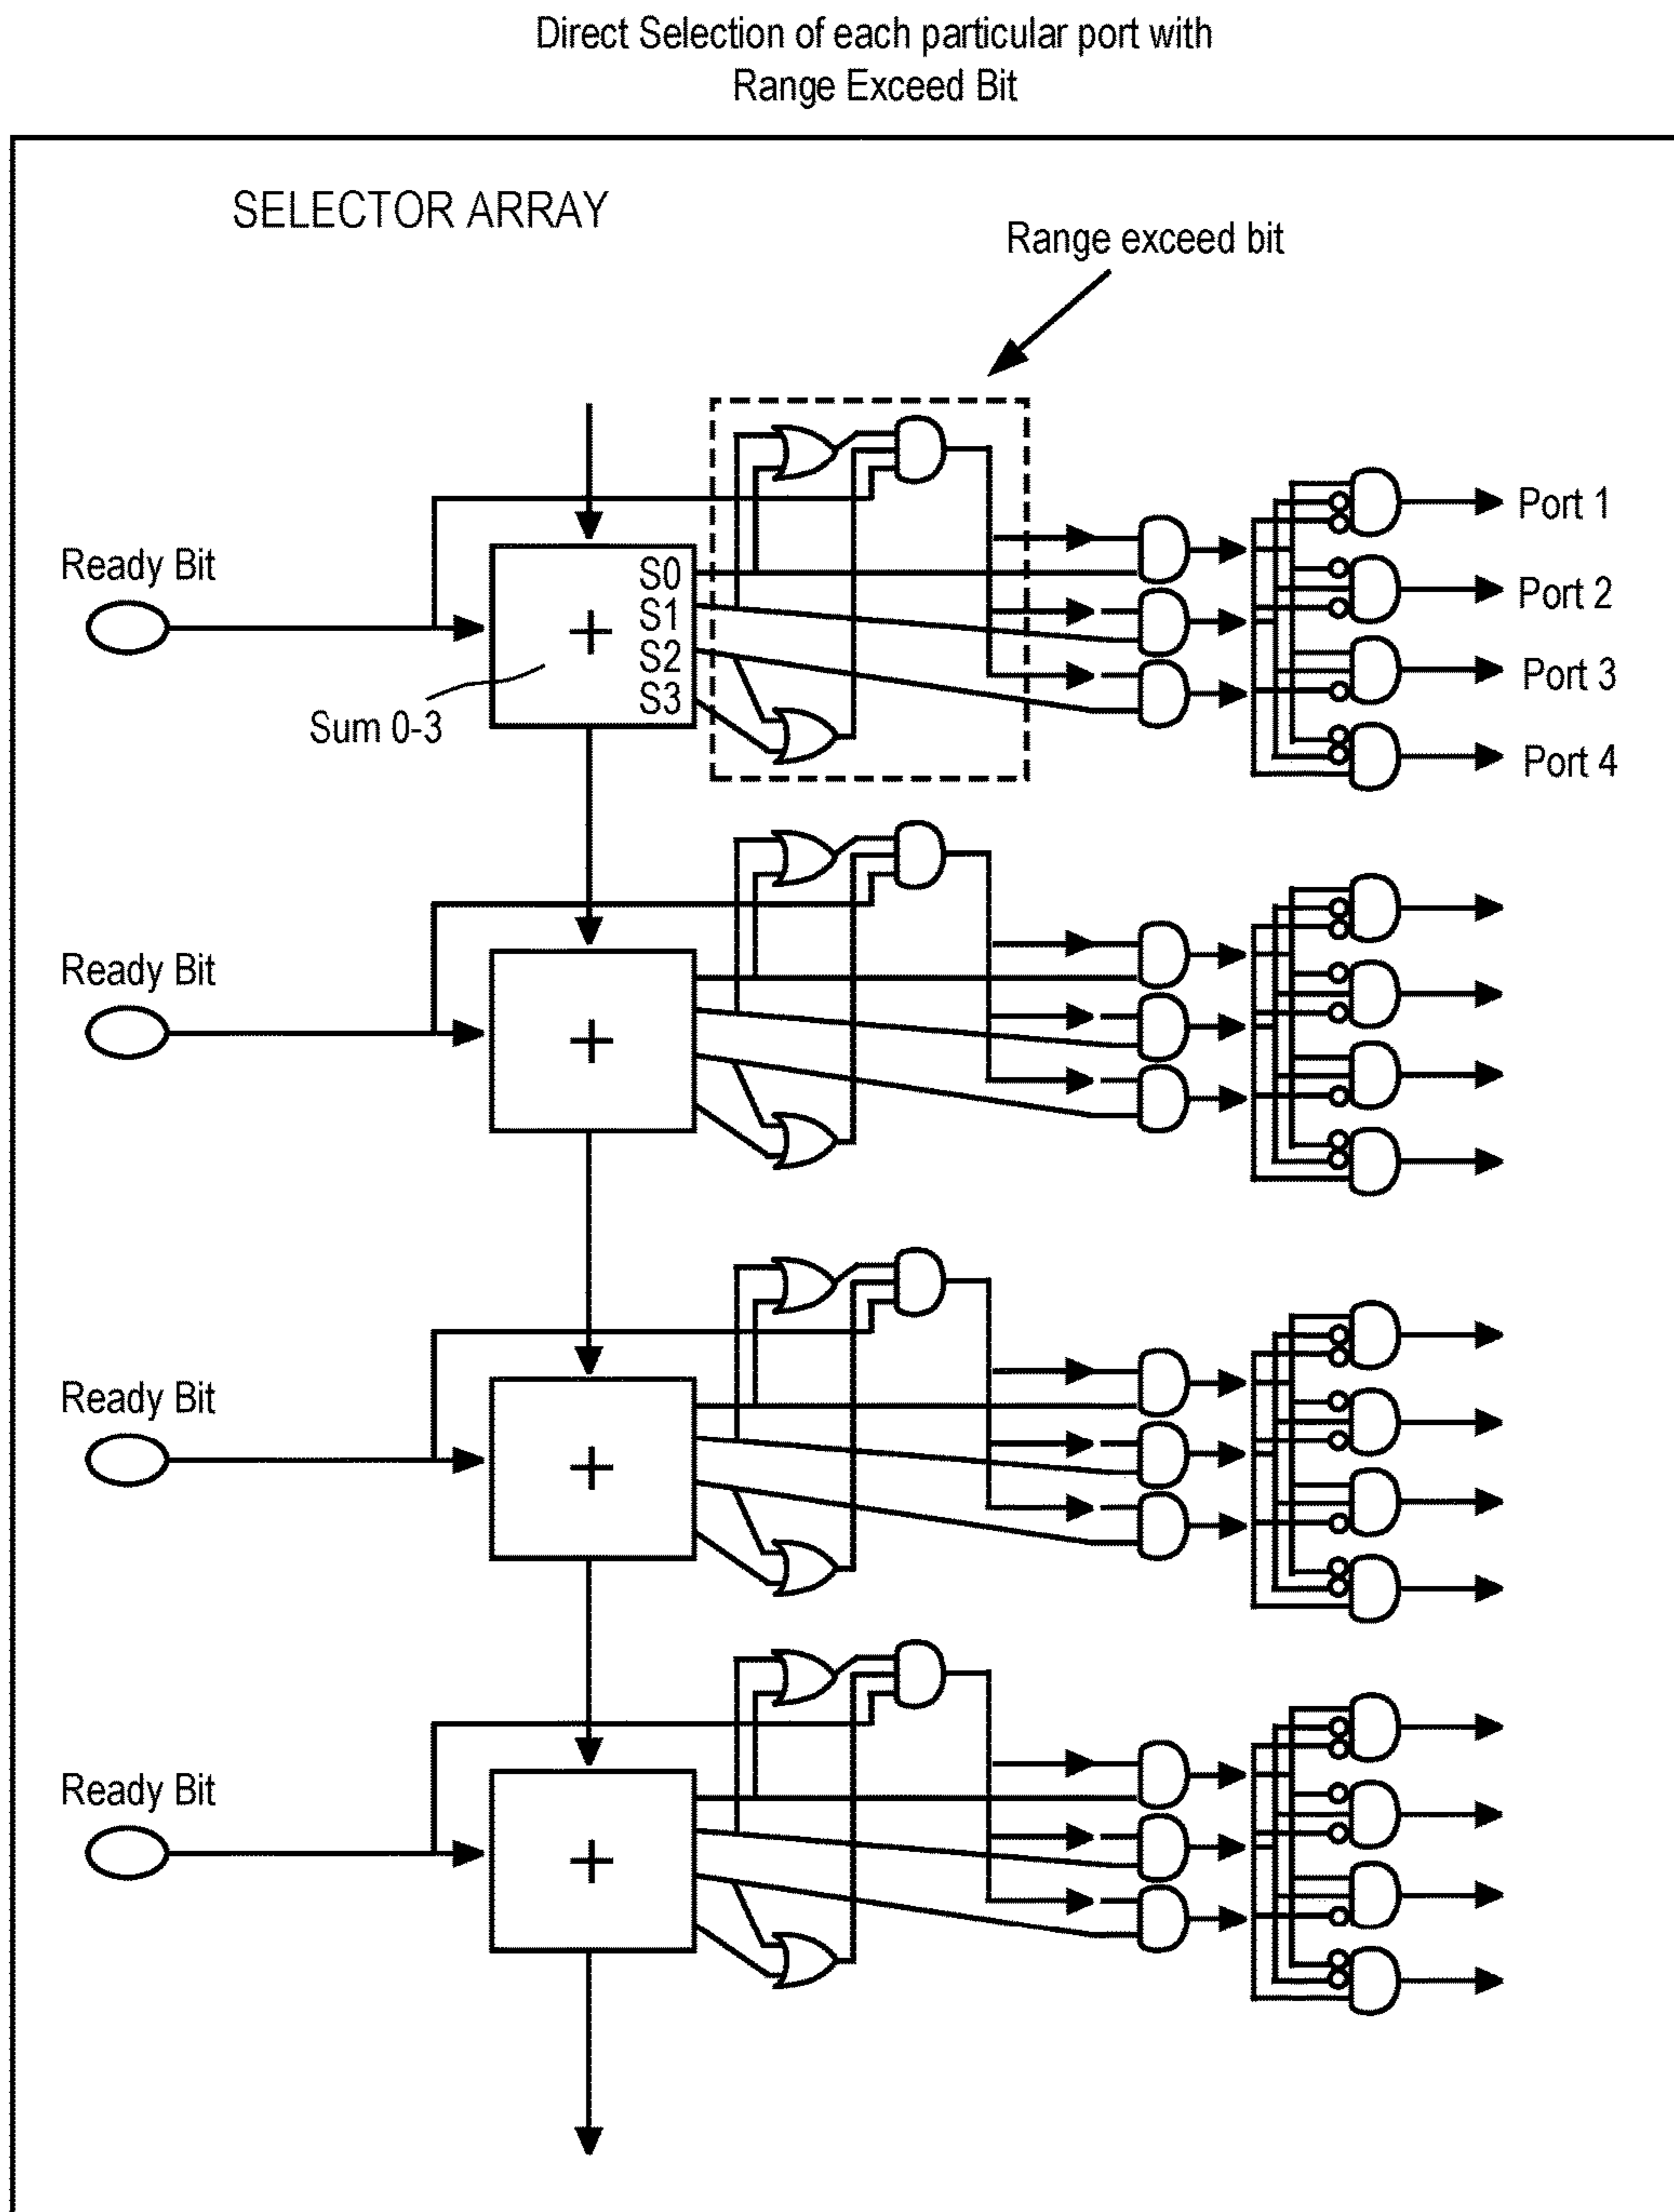 Direct Selection of each particular port with
Range Exceed Bit
SELECTOR ARRAY
Range exceed bit
Ready Bit
+
S0
S1
S2
S3
Sum 0-3
Port 1
Port 2
Port 3
Port 4
Ready Bit
+
Ready Bit
+
Ready Bit
+